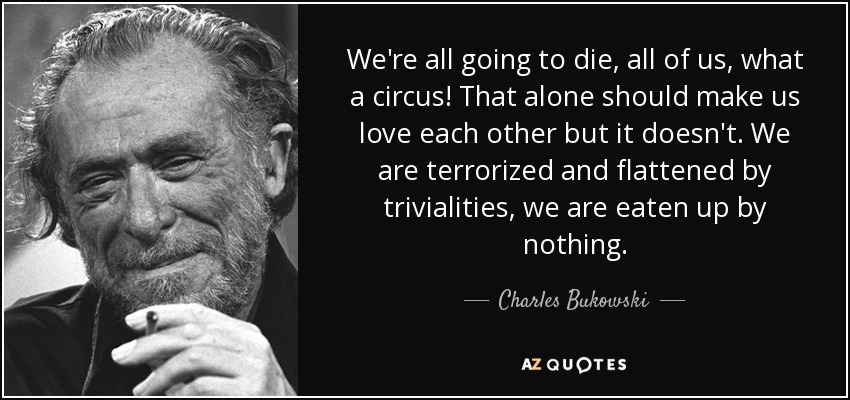 We're all going to die, all of us, what
a circus! That alone should make us
love each other but it doesn't. We
are terrorized and flattened by
trivialities, we are eaten up by
nothing.
Charles Bukowski
AZ QUOTES